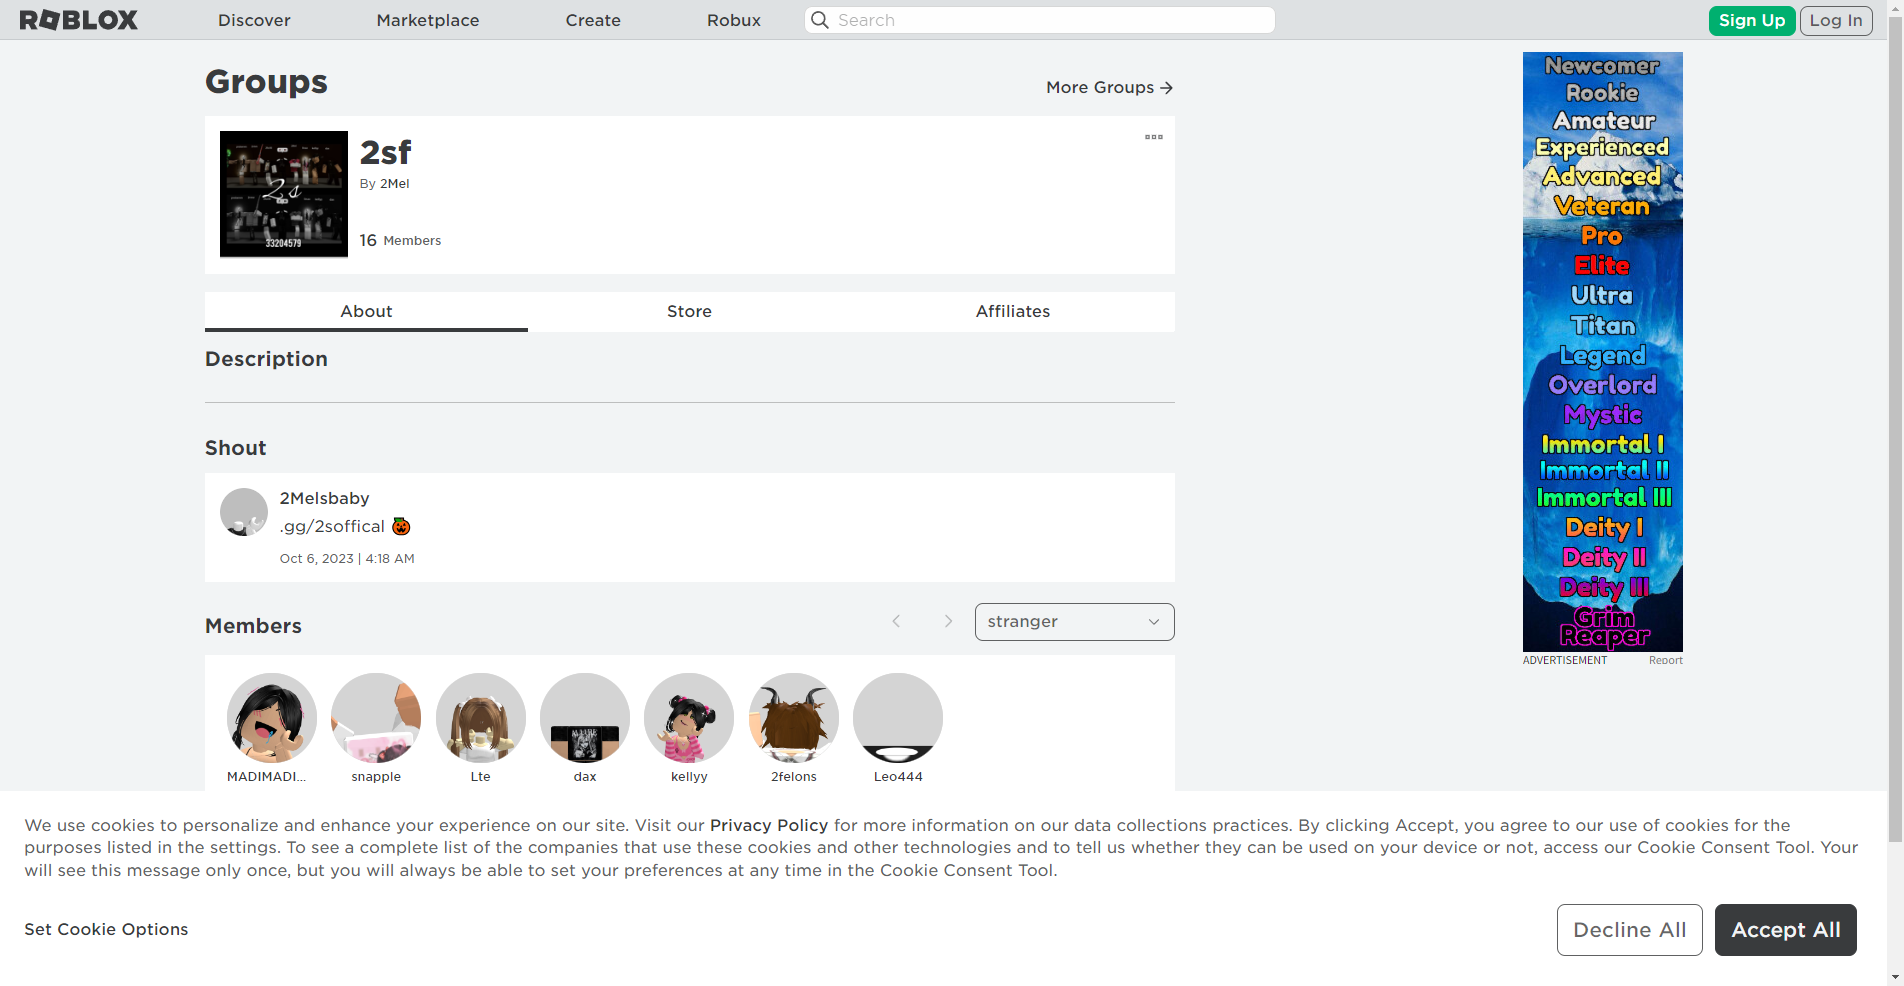 ROBLOX
Discover
Marketplace
Create
Robux
Search
Sign Up
Log In
Groups
More Groups
2s
33204579
2sf
By 2Mel
16 Members
About
Store
Affiliates
Description
Shout
2Melsbaby
.gg/2soffical 🎃
Oct 6, 2023 | 4:18 AM
Members
stranger
MADIMADI...
snapple
Lte
dax
kellyy
2felons
Leo444
Newcomer
Rookie
Amateur
Experienced
Advanced
Veteran
Pro
Elite
Ultra
Titan
Legend
Overlord
Mystic
Immortal I
Immortal II
Immortal III
Deity I
Deity II
Deity III
Grim
Reaper
ADVERTISEMENT
Report
We use cookies to personalize and enhance your experience on our site. Visit our Privacy Policy for more information on our data collections practices. By clicking Accept, you agree to our use of cookies for the
purposes listed in the settings. To see a complete list of the companies that use these cookies and other technologies and to tell us whether they can be used on your device or not, access our Cookie Consent Tool. Your
will see this message only once, but you will always be able to set your preferences at any time in the Cookie Consent Tool.
Set Cookie Options
Decline All
Accept All